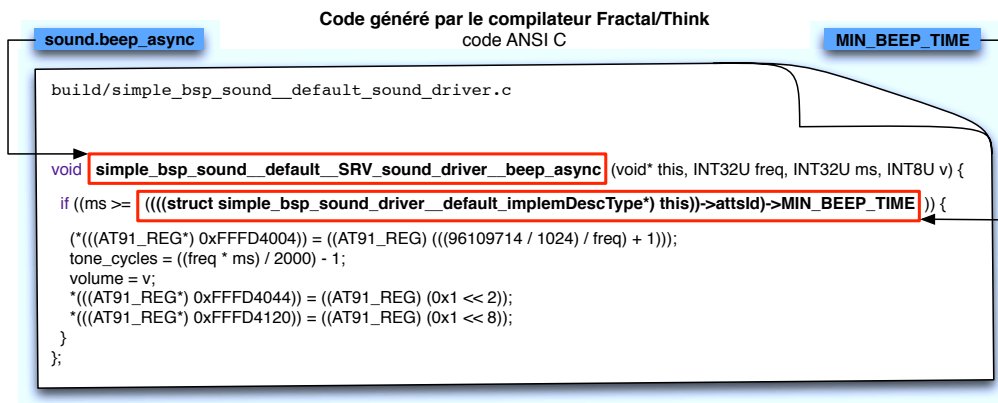 Code généré par le compilateur Fractal/Think
sound.beep_async
code ANSI C
MIN_BEEP_TIME
build/simple_bsp_sound__default_sound_driver.c
void simple_bsp_sound__default__SRV_sound_driver__beep_async (void* this, INT32U freq, INT32U ms, INT8U v) {
if ((ms >= ((((struct simple_bsp_sound_driver__default_implemDescType*) this))->attsId)->MIN_BEEP_TIME )) {
(*(((AT91_REG*) 0xFFFD4004)) = ((AT91_REG) (((96109714 / 1024) / freq) + 1)));
tone_cycles = ((freq * ms) / 2000) - 1;
volume = v;
*(((AT91_REG*) 0xFFFD4044)) = ((AT91_REG) (0x1 << 2));
*(((AT91_REG*) 0xFFFD4120)) = ((AT91_REG) (0x1 << 8));
}
};